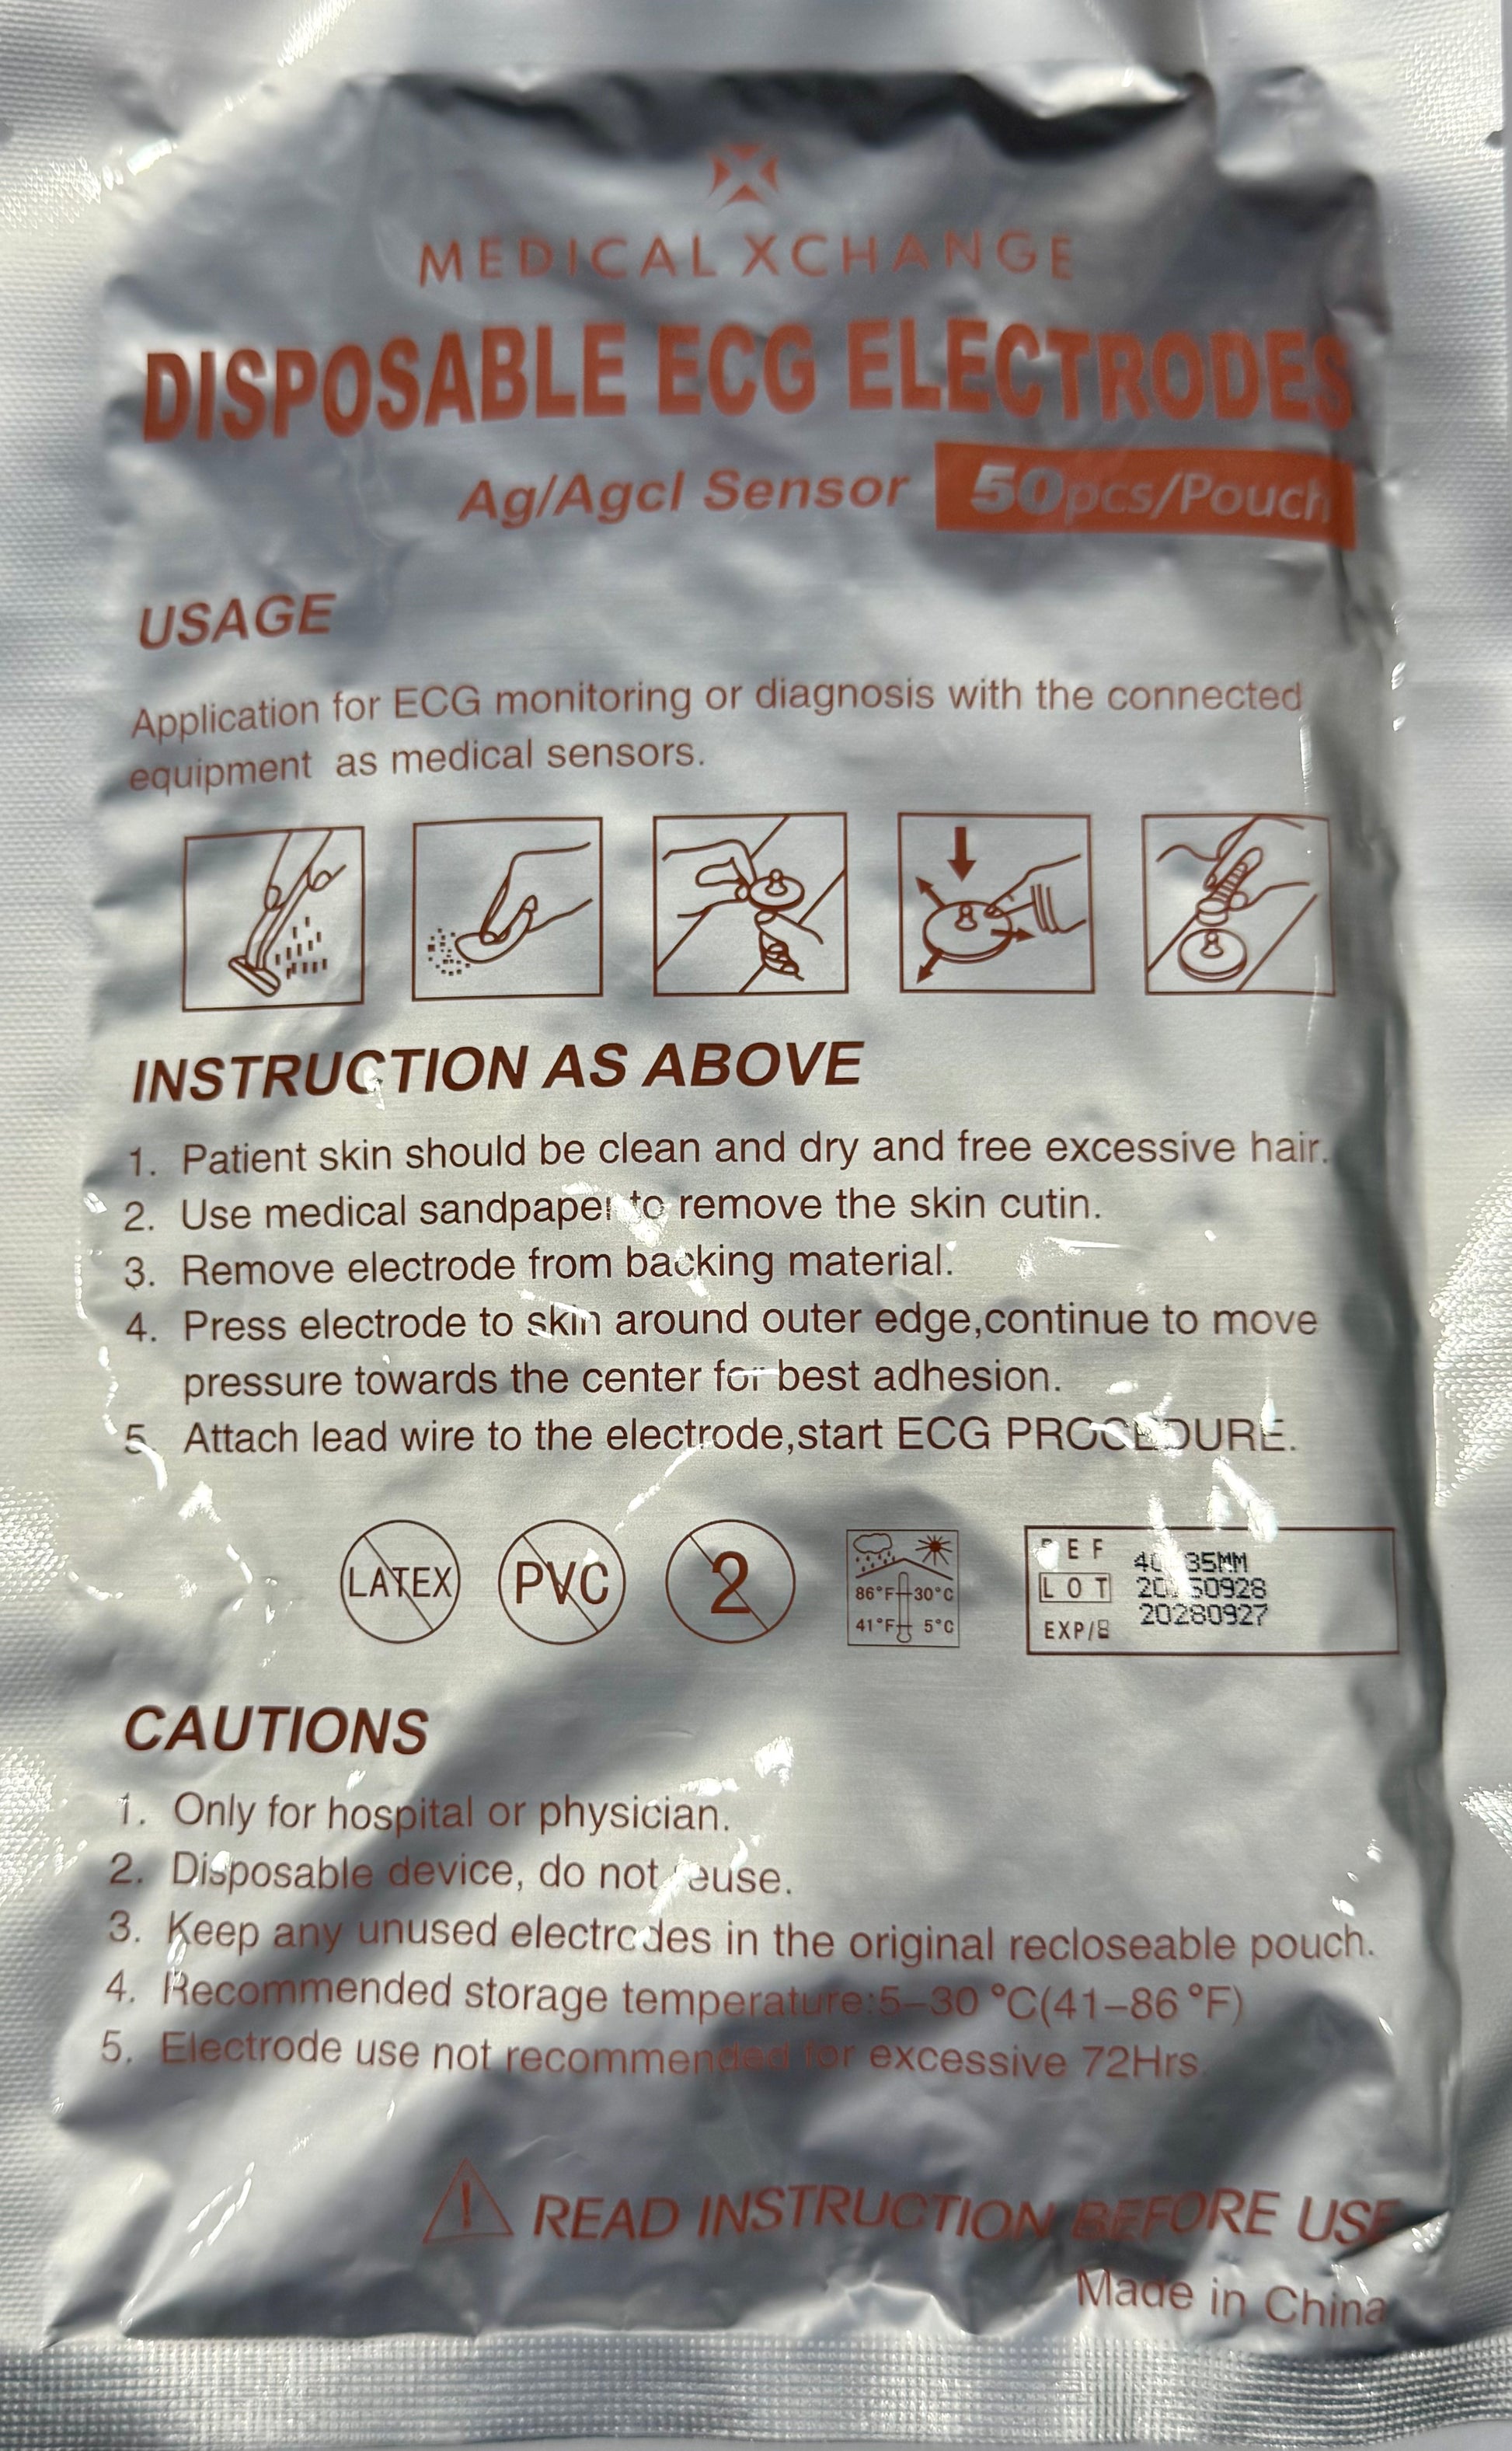 MEDICAL XCHANGE
DISPOSABLE ECG ELECTRODES
Ag/Agcl Sensor 50pcs/Pouch
USAGE
Application for ECG monitoring or diagnosis with the connected
equipment as medical sensors.
INSTRUCTION AS ABOVE
1. Patient skin should be clean and dry and free excessive hair.
2. Use medical sandpaper to remove the skin cutin.
3. Remove electrode from backing material.
4. Press electrode to skin around outer edge,continue to move
pressure towards the center for best adhesion.
5. Attach lead wire to the electrode,start ECG PROCEDURE.
LATEX PVC 2
86°F 30°C
41°F 5°C
REF
LOT 20250928
EXP/ 20280927
CAUTIONS
1. Only for hospital or physician.
2. Disposable device, do not reuse.
3. Keep any unused electrodes in the original recloseable pouch.
4. Recommended storage temperature:5–30 °C(41–86 °F)
5. Electrode use not recommended for excessive 72Hrs.
! READ INSTRUCTION BEFORE USE
Made in China